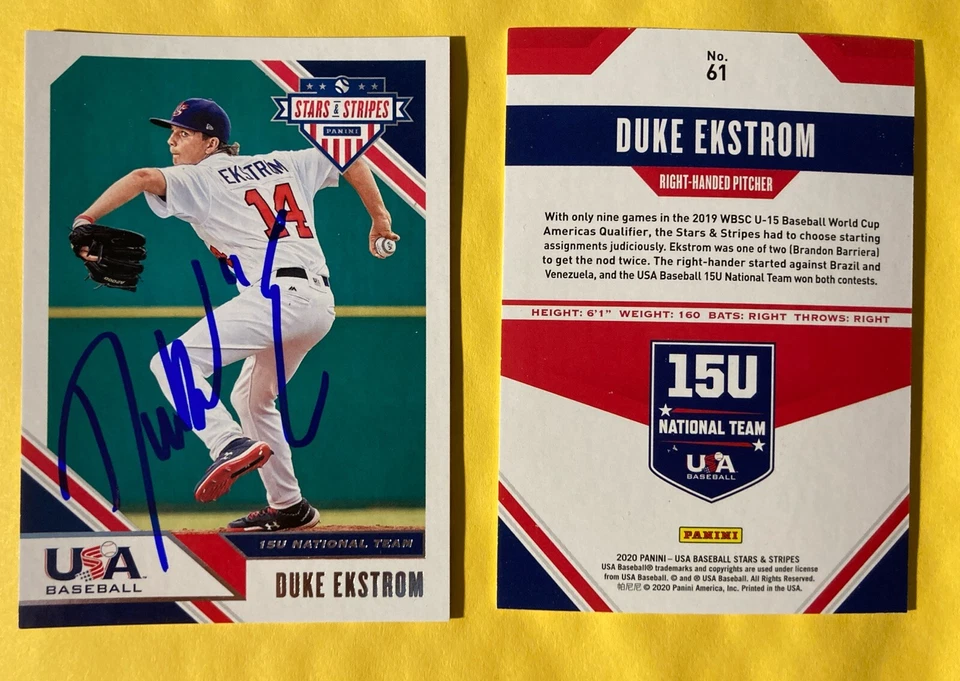 STARS & STRIPES
PANINI
EKSTROM
14
15U NATIONAL TEAM
USA
BASEBALL
DUKE EKSTROM
No.
61
DUKE EKSTROM
RIGHT-HANDED PITCHER
With only nine games in the 2019 WBSC U-15 Baseball World Cup
Americas Qualifier, the Stars & Stripes had to choose starting
assignments judiciously. Ekstrom was one of two (Brandon Barriera)
to get the nod twice. The right-hander started against Brazil and
Venezuela, and the USA Baseball 15U National Team won both contests.
HEIGHT: 6'1" WEIGHT: 160 BATS: RIGHT THROWS: RIGHT
15U
NATIONAL TEAM
USA
BASEBALL
PANINI
2020 PANINI – USA BASEBALL STARS & STRIPES
USA Baseball® trademarks and copyrights are used under license
from USA Baseball. © and ® USA Baseball. All Rights Reserved.
帕尼尼 © 2020 Panini America, Inc. Printed in the USA.